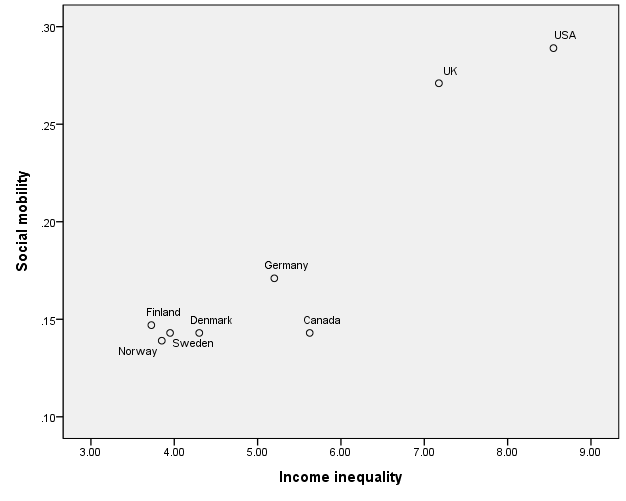 .30
USA
UK
.25
.20
Social mobility
Germany
Finland
Denmark
Canada
.15
Norway
Sweden
.10
3.00 4.00 5.00 6.00 7.00 8.00 9.00
Income inequality